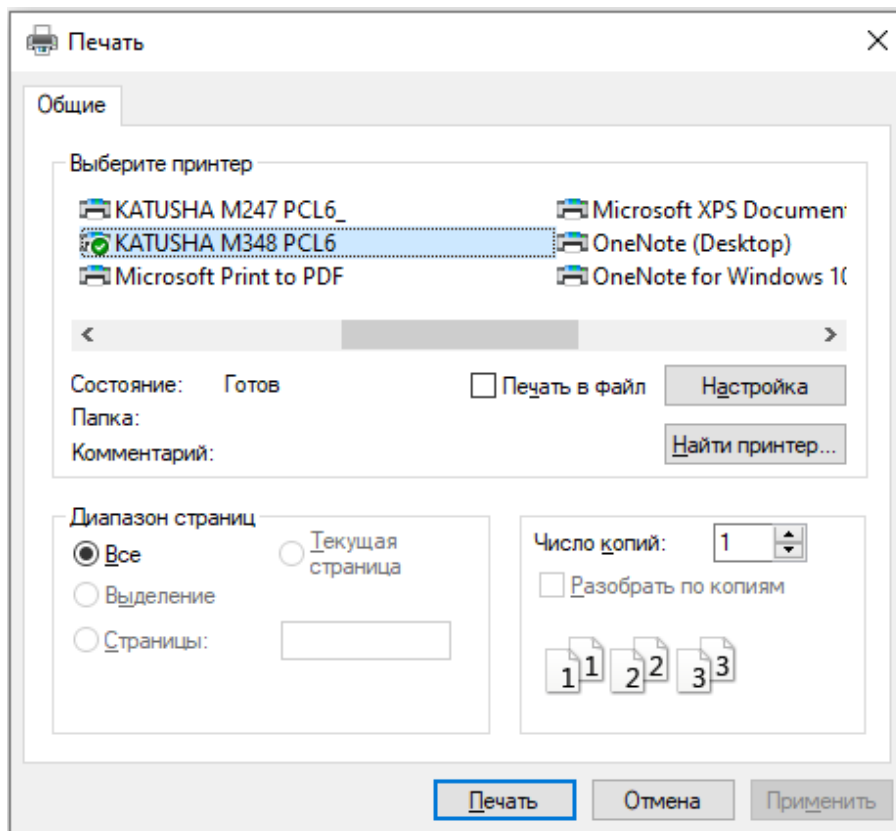 Печать
Общие
Выберите принтер
KATUSHA M247 PCL6_
KATUSHA M348 PCL6
Microsoft Print to PDF
Microsoft XPS Documen
OneNote (Desktop)
OneNote for Windows 10
Состояние: Готов
Печать в файл
Настройка
Папка:
Комментарий:
Найти принтер...
Диапазон страниц
Все
Текущая
страница
Выделение
Страницы:
Число копий: 1
Разобрать по копиям
1 1 2 2 3 3
Печать
Отмена
Применить